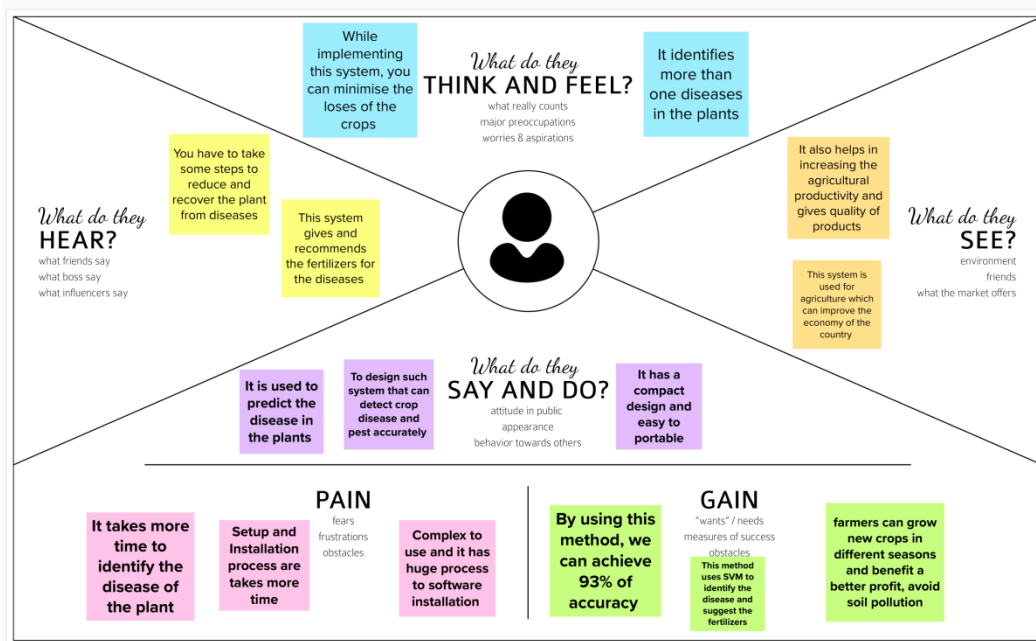 While
implementing
this system, you
can minimise the
loses of the
crops
What do they
THINK AND FEEL?
what really counts
major preoccupations
worries & aspirations
It identifies
more than
one diseases
in the plants
You have to take
some steps to
reduce and
recover the plant
from diseases
This system
gives and
recommends
the fertilizers for
the diseases
What do they
HEAR?
what friends say
what boss say
what influencers say
It also helps in
increasing the
agricultural
productivity and
gives quality of
products
This system is
used for
agriculture which
can improve the
economy of the
country
What do they
SEE?
environment
friends
what the market offers
It is used to
predict the
disease in
the plants
To design such
system that can
detect crop
disease and
pest accurately
What do they
SAY AND DO?
attitude in public
appearance
behavior towards others
It has a
compact
design and
easy to
portable
PAIN
fears
frustrations
obstacles
It takes more
time to
identify the
disease of
the plant
Setup and
Installation
process are
takes more
time
Complex to
use and it has
huge process
to software
installation
GAIN
"wants" / needs
measures of success
obstacles
By using this
method, we
can achieve
93% of
accuracy
This method
uses SVM to
identify the
disease and
suggest the
fertilizers
farmers can grow
new crops in
different seasons
and benefit a
better profit, avoid
soil pollution